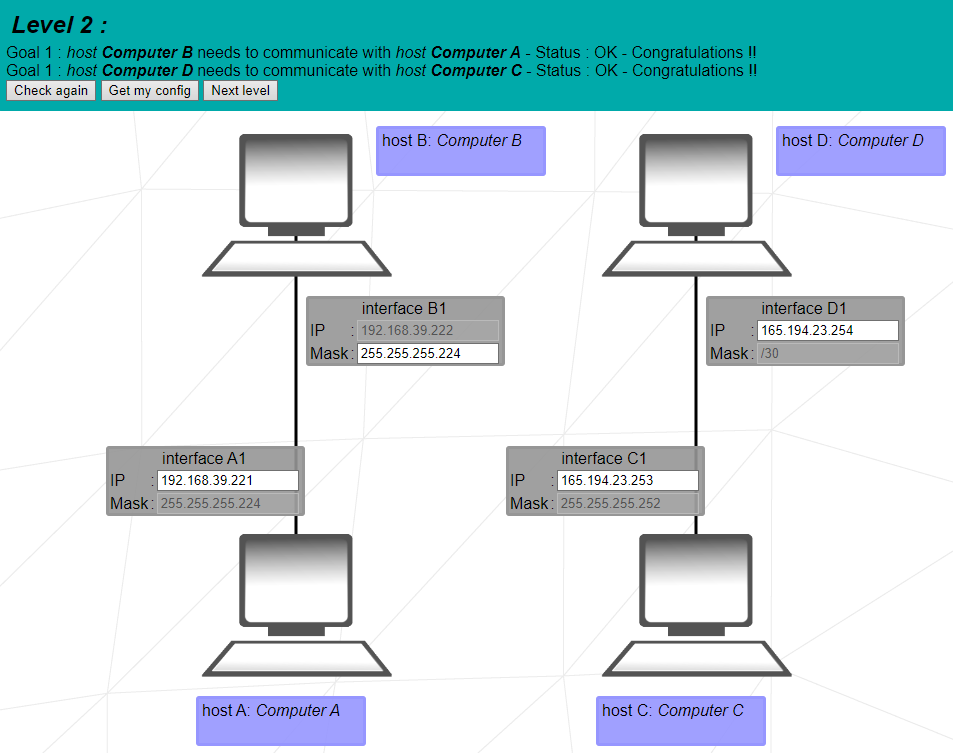 Level 2 :
Goal 1 : host Computer B needs to communicate with host Computer A - Status : OK - Congratulations !!
Goal 1 : host Computer D needs to communicate with host Computer C - Status : OK - Congratulations !!
Check again Get my config Next level
host B: Computer B
host D: Computer D
interface B1
IP : 192.168.39.222
Mask : 255.255.255.224
interface D1
IP : 165.194.23.254
Mask : /30
interface A1
IP : 192.168.39.221
Mask : 255.255.255.224
interface C1
IP : 165.194.23.253
Mask : 255.255.255.252
host A: Computer A
host C: Computer C